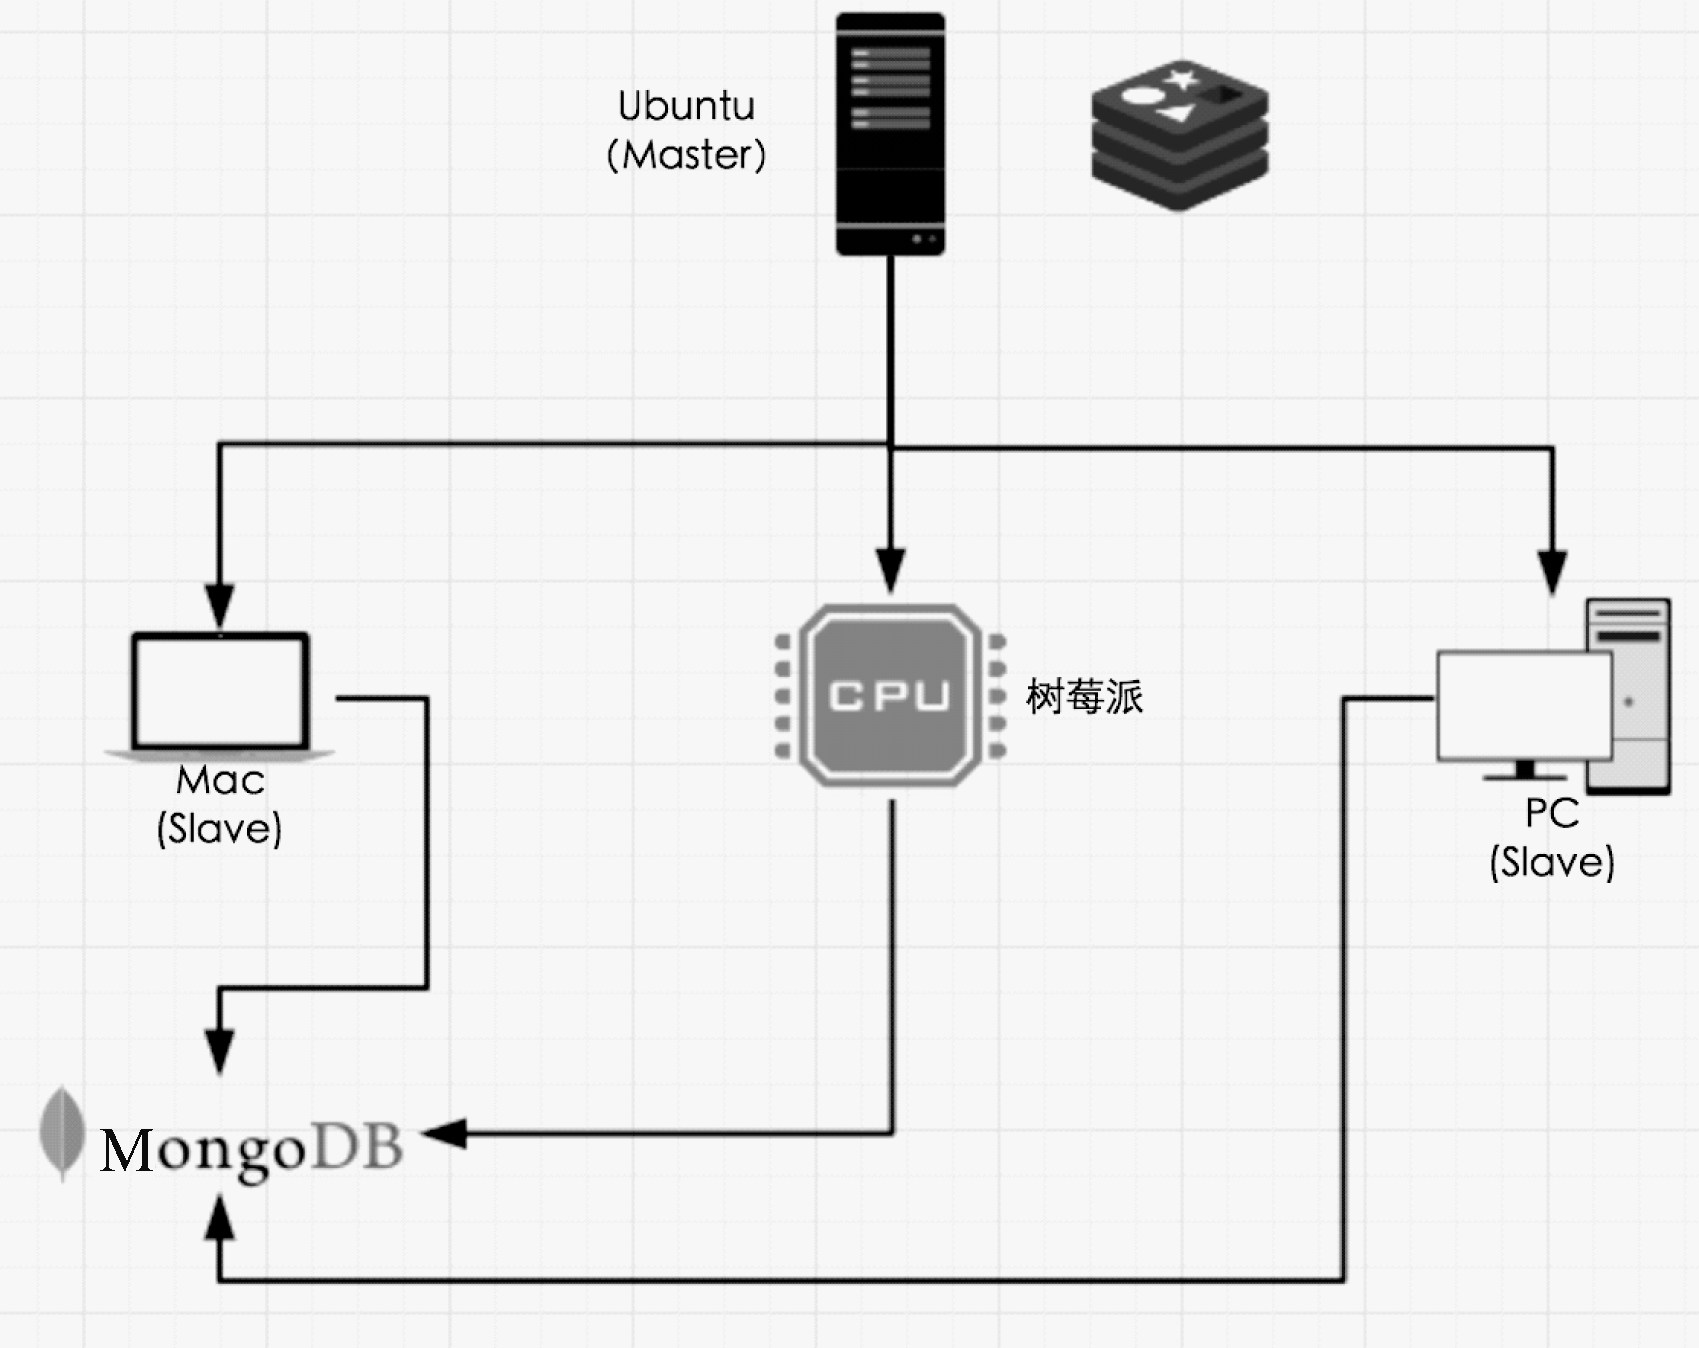 Ubuntu
(Master)
CPU
树莓派
Mac
(Slave)
PC
(Slave)
MongoDB